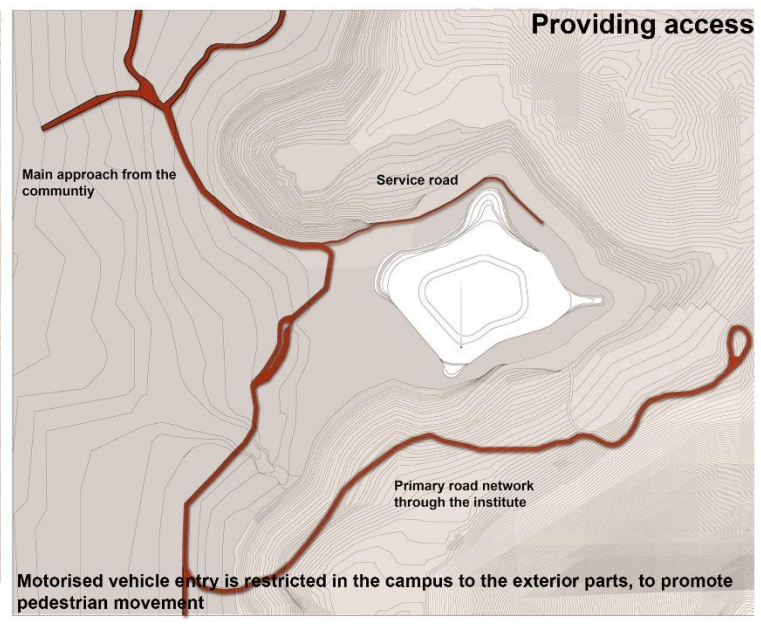 Providing access
Main approach from the
communtiy
Service road
Primary road network
through the institute
Motorised vehicle entry is restricted in the campus to the exterior parts, to promote
pedestrian movement